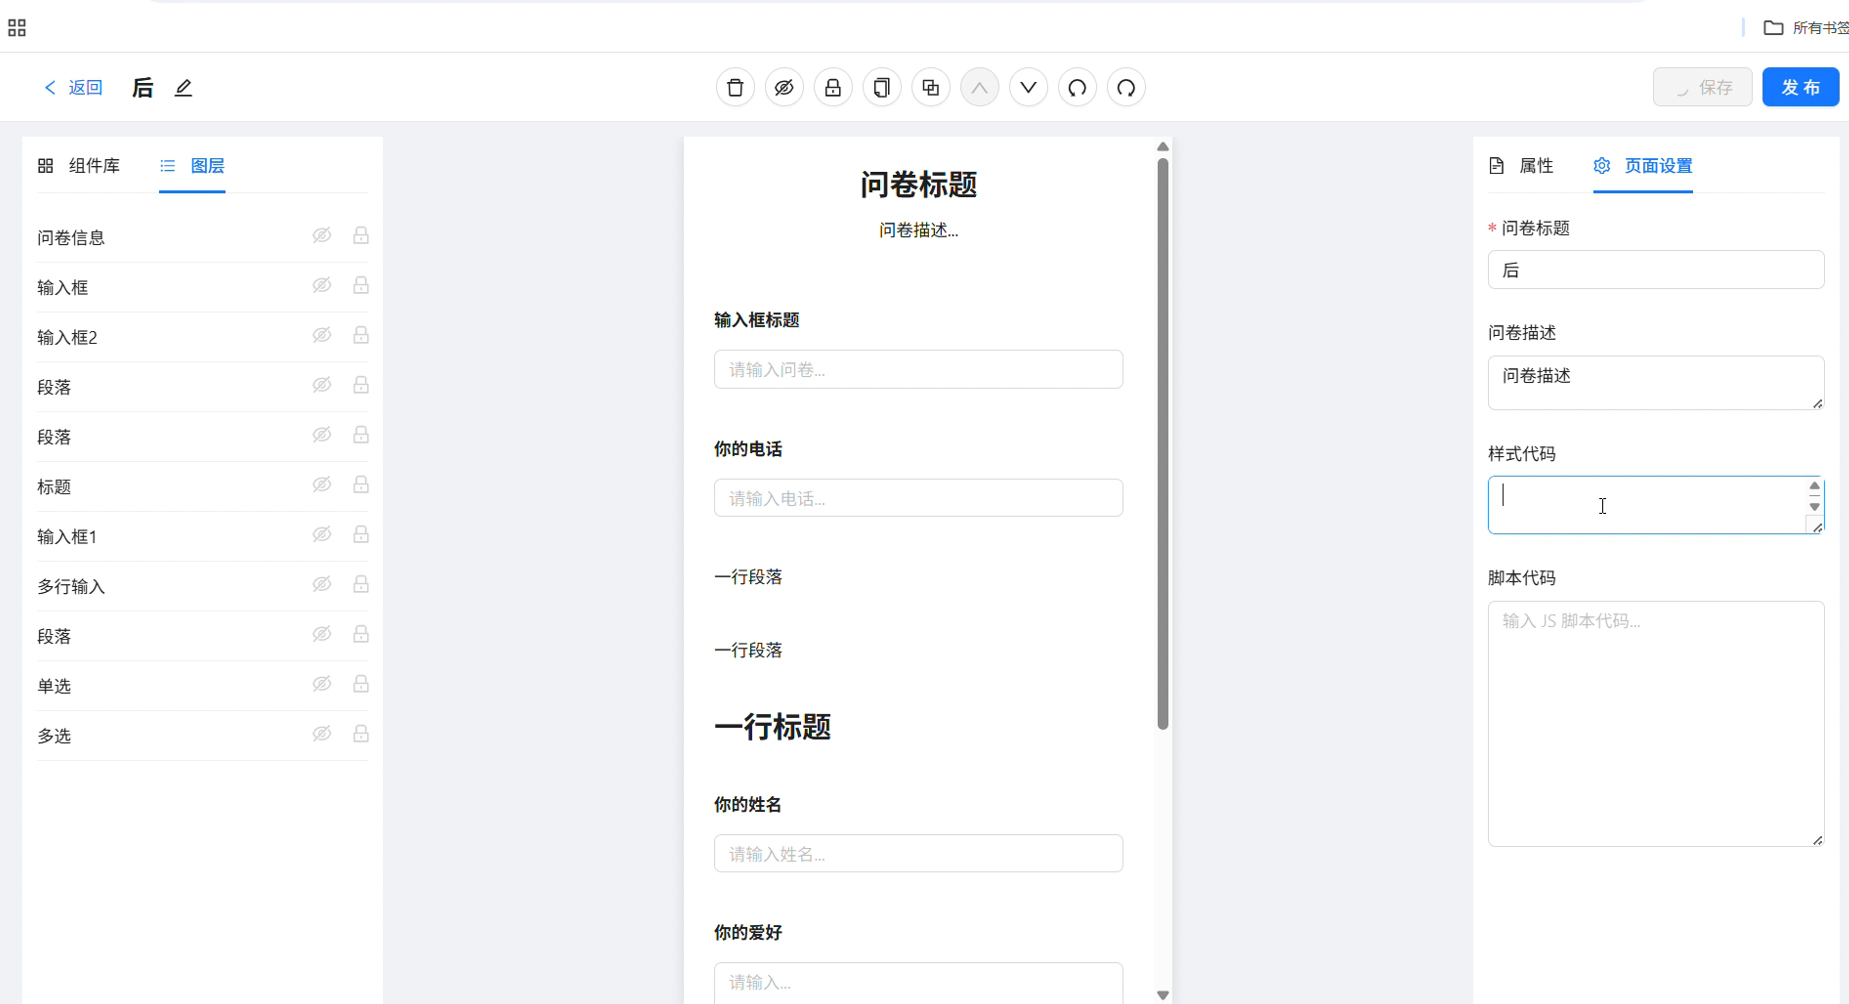 所有书签
返回
后
保存
发布
组件库
图层
问卷信息
输入框
输入框2
段落
段落
标题
输入框1
多行输入
段落
单选
多选
问卷标题
问卷描述...
输入框标题
请输入问卷...
你的电话
请输入电话...
一行段落
一行段落
一行标题
你的姓名
请输入姓名...
你的爱好
请输入...
属性
页面设置
* 问卷标题
后
问卷描述
问卷描述
样式代码
脚本代码
输入 JS 脚本代码...